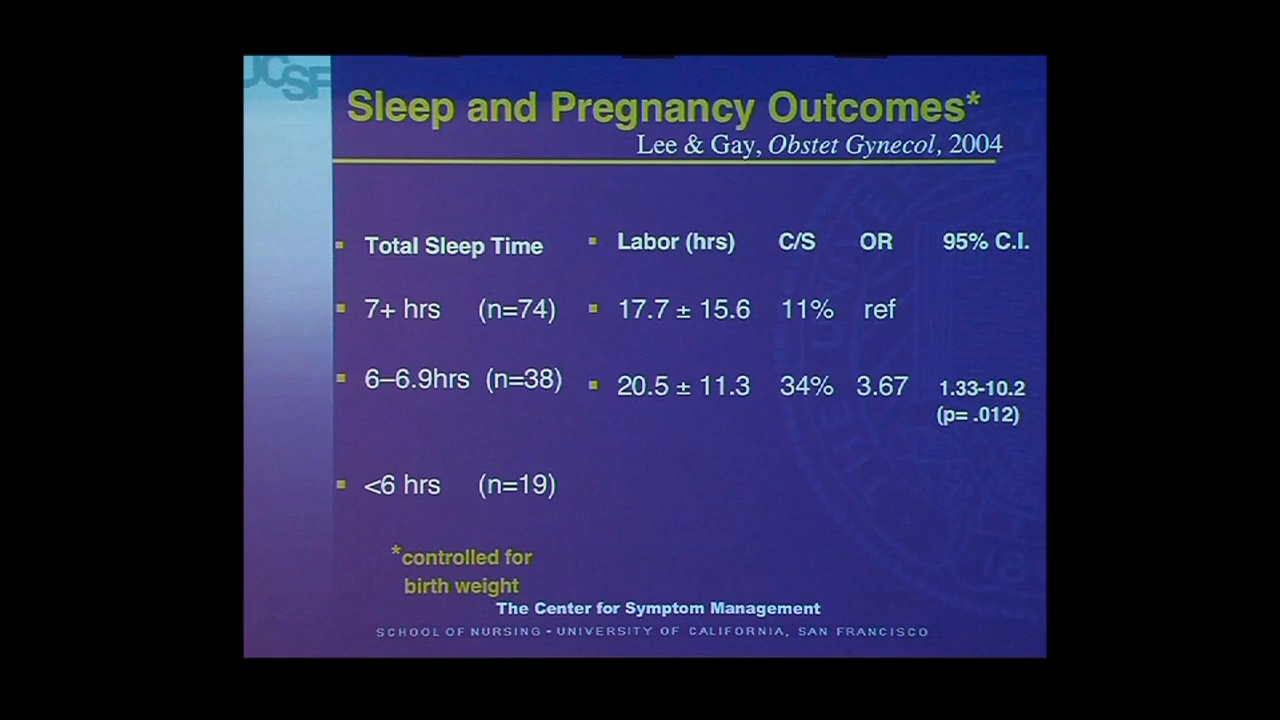 UCSF
Sleep and Pregnancy Outcomes*
Lee & Gay, Obstet Gynecol, 2004
Total Sleep Time Labor (hrs) C/S OR 95% C.I.
7+ hrs (n=74) 17.7 ± 15.6 11% ref
6–6.9hrs (n=38) 20.5 ± 11.3 34% 3.67 1.33-10.2
(p= .012)
<6 hrs (n=19)
*controlled for
birth weight
The Center for Symptom Management
SCHOOL OF NURSING - UNIVERSITY OF CALIFORNIA, SAN FRANCISCO